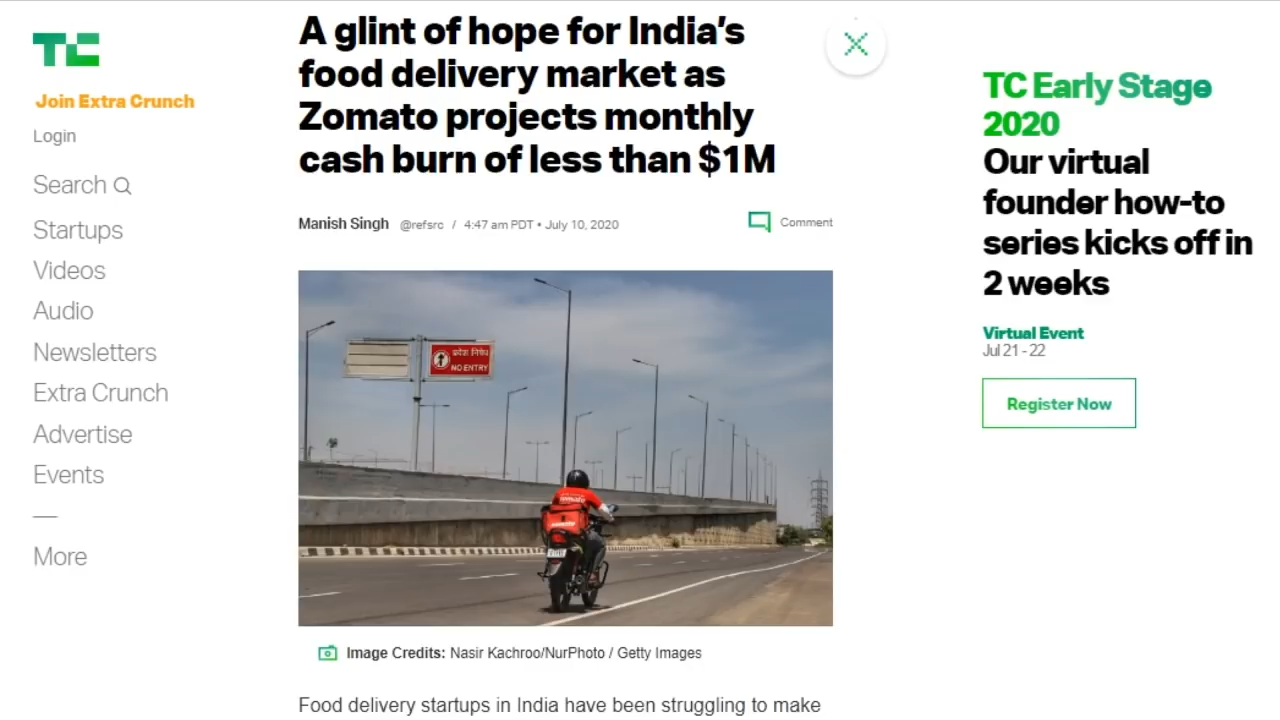 TC
Join Extra Crunch
Login
Search
Startups
Videos
Audio
Newsletters
Extra Crunch
Advertise
Events
—
More
A glint of hope for India's
food delivery market as
Zomato projects monthly
cash burn of less than $1M
Manish Singh @refsrc / 4:47 am PDT • July 10, 2020
Comment
प्रवेश निषेध
NO ENTRY
zomato
zomato
Image Credits: Nasir Kachroo/NurPhoto / Getty Images
Food delivery startups in India have been struggling to make
TC Early Stage
2020
Our virtual
founder how-to
series kicks off in
2 weeks
Virtual Event
Jul 21 - 22
Register Now